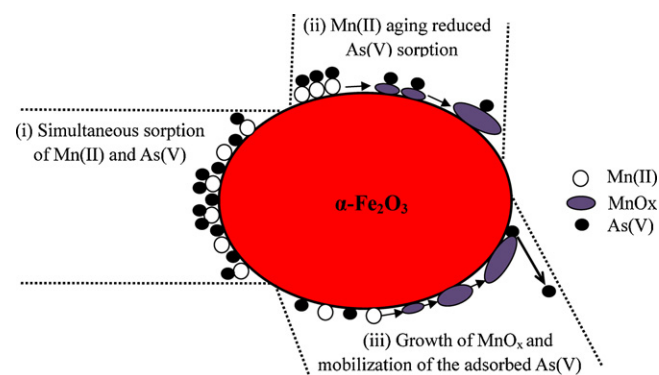 (ii) Mn(II) aging reduced
As(V) sorption
(i) Simultaneous sorption
of Mn(II) and As(V)
α-Fe₂O₃
Mn(II)
MnOx
As(V)
(iii) Growth of MnOₓ and
mobilization of the adsorbed As(V)